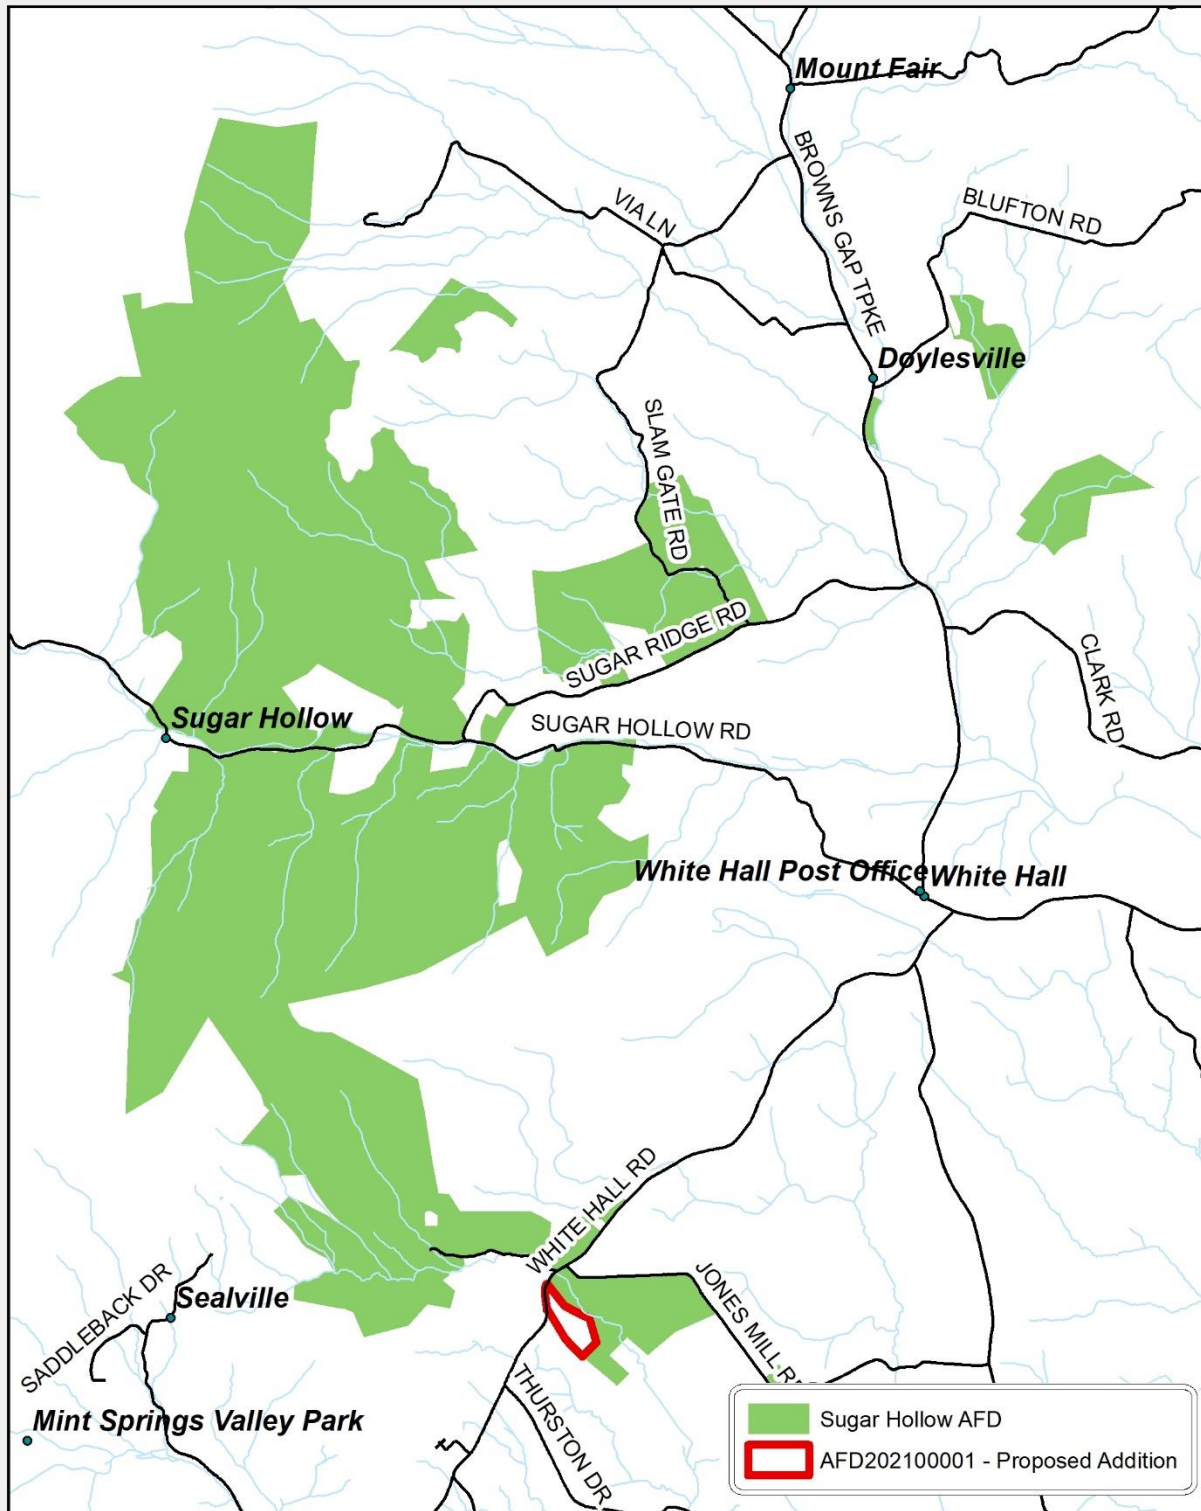 Mount Fair
BROWNS GAP TPKE
BLUFTON RD
VIA LN
Doylesville
SLAM GATE RD
SUGAR RIDGE RD
CLARK RD
Sugar Hollow
SUGAR HOLLOW RD
White Hall Post Office
White Hall
WHITE HALL RD
JONES MILL RD
Sealville
SADDLEBACK DR
THURSTON DR
Mint Springs Valley Park
Sugar Hollow AFD
AFD202100001 - Proposed Addition